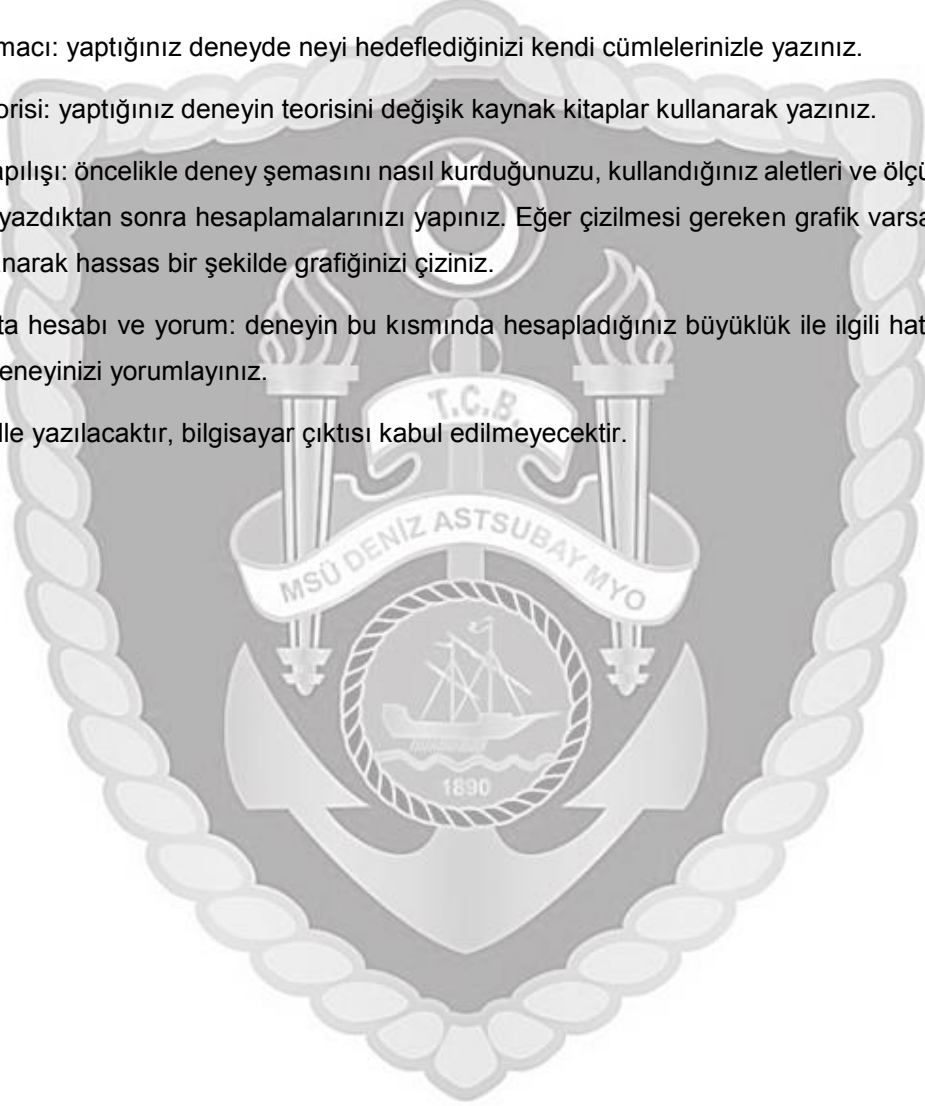 macı: yaptığınız deneyde neyi hedeflediğinizi kendi cümlelerinizle yazınız.
orisi: yaptığınız deneyin teorisini değişik kaynak kitaplar kullanarak yazınız.
apılışı: öncelikle deney şemasını nasıl kurduğunuzu, kullandığınız aletleri ve ölçü
yazdıktan sonra hesaplamalarınızı yapınız. Eğer çizilmesi gereken grafik varsa
narak hassas bir şekilde grafiğinizi çiziniz.
ta hesabı ve yorum: deneyin bu kısmında hesapladığınız büyüklük ile ilgili hat
eneyinizi yorumlayınız.
T.C.B.
lle yazılacaktır, bilgisayar çıktısı kabul edilmeyecektir.
MSÜ DENİZ ASTSUBAY MYO
1890